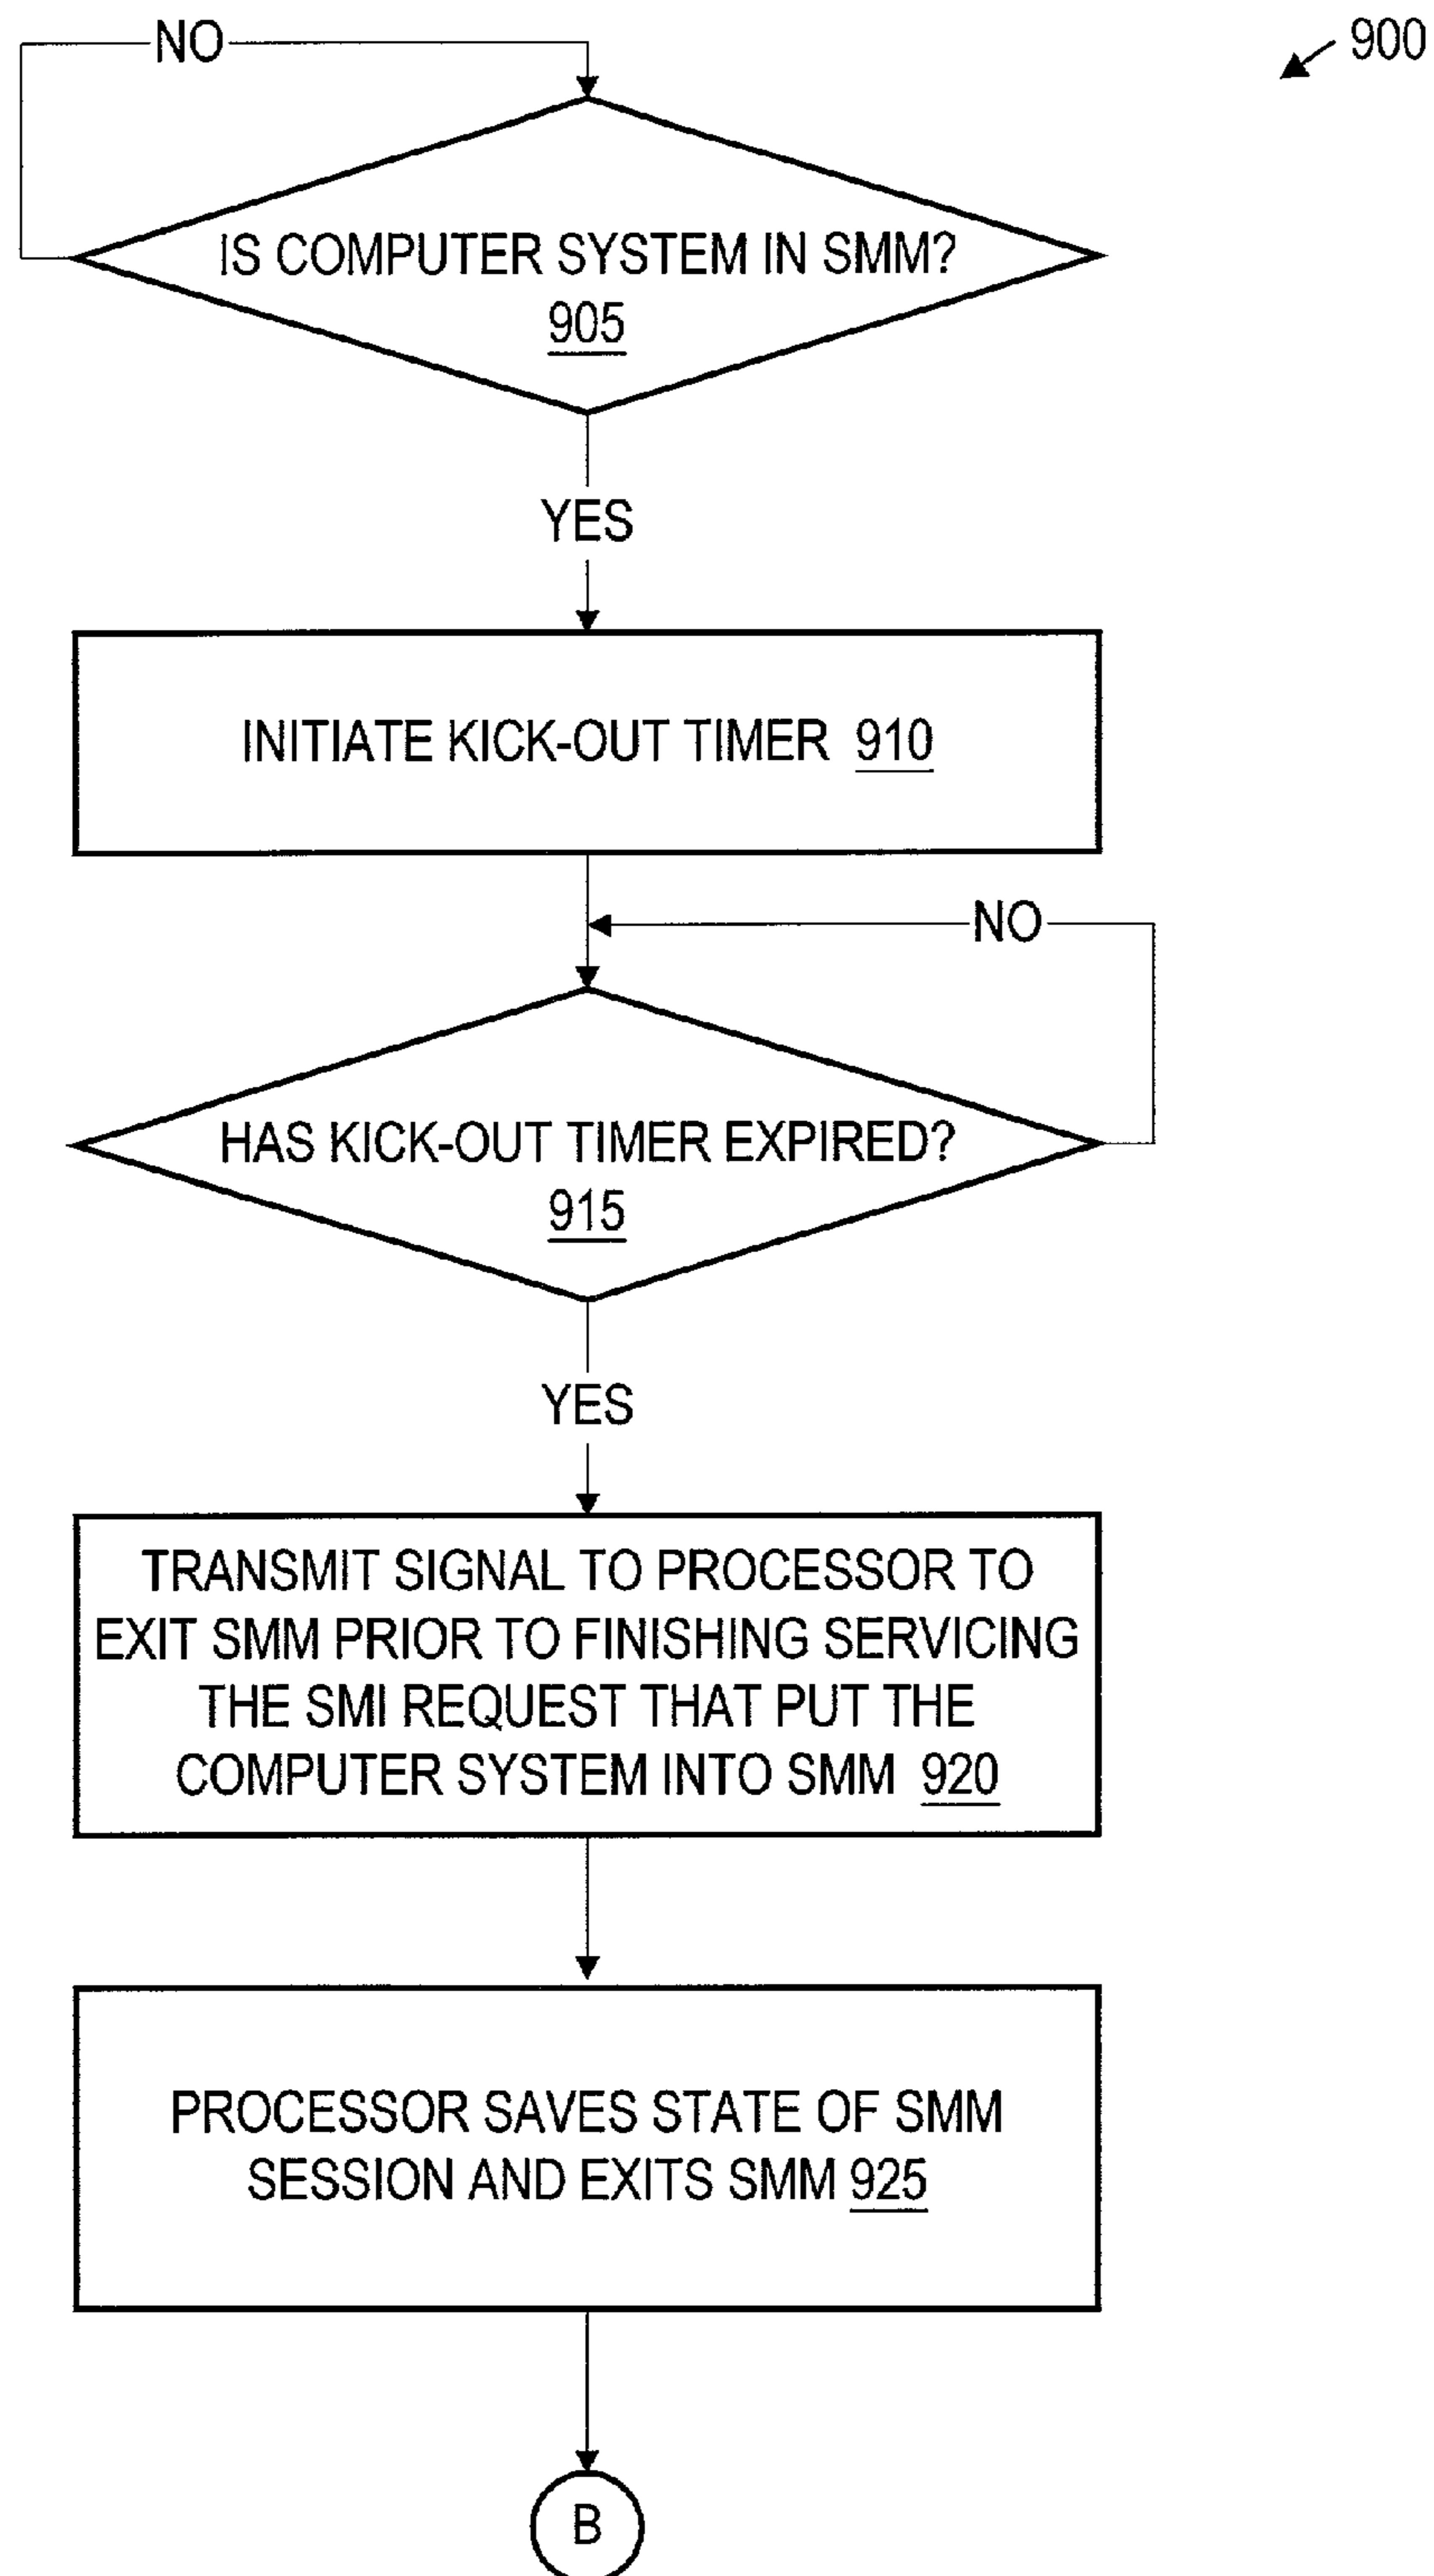 NO
900
IS COMPUTER SYSTEM IN SMM?
905
YES
INITIATE KICK-OUT TIMER 910
NO
HAS KICK-OUT TIMER EXPIRED?
915
YES
TRANSMIT SIGNAL TO PROCESSOR TO
EXIT SMM PRIOR TO FINISHING SERVICING
THE SMI REQUEST THAT PUT THE
COMPUTER SYSTEM INTO SMM 920
PROCESSOR SAVES STATE OF SMM
SESSION AND EXITS SMM 925
B